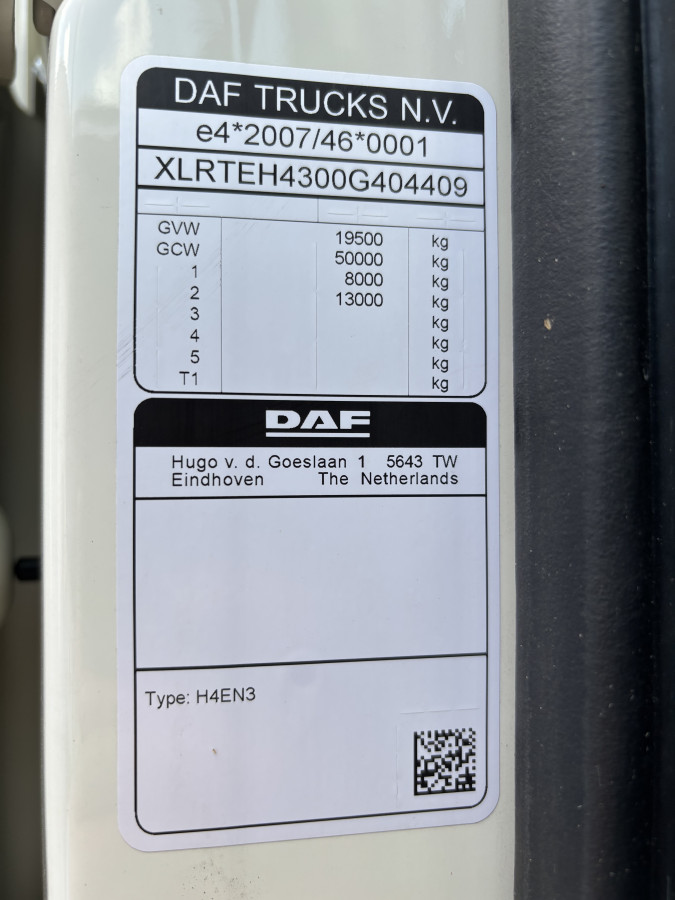 DAF TRUCKS N.V.
e4*2007/46*0001
XLRTEH4300G404409
GVW 19500 kg
GCW 50000 kg
1 8000 kg
2 13000 kg
3 kg
4 kg
5 kg
T1 kg
DAF
Hugo v. d. Goeslaan 1 5643 TW
Eindhoven The Netherlands
Type: H4EN3